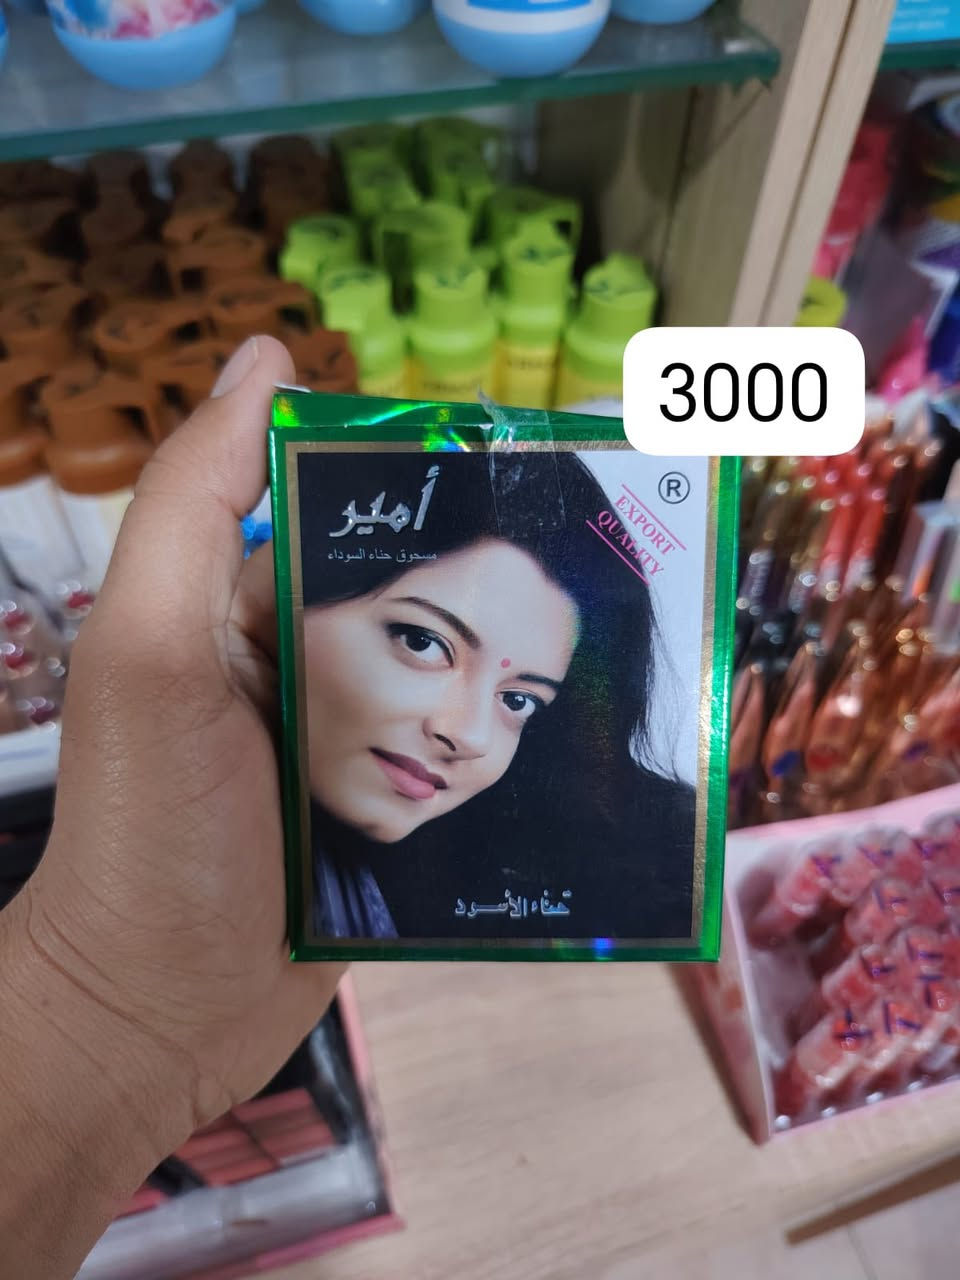 3000
®
أمير
مسحوق حناء السوداء
EXPORT
QUALITY
حناء الأسود